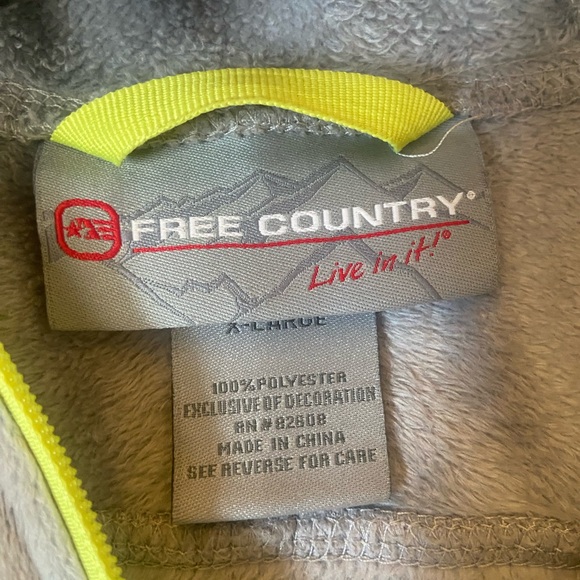 FREE COUNTRY®
Live in it!®
X-LARGE
100% POLYESTER
EXCLUSIVE OF DECORATION
RN # 82608
MADE IN CHINA
SEE REVERSE FOR CARE